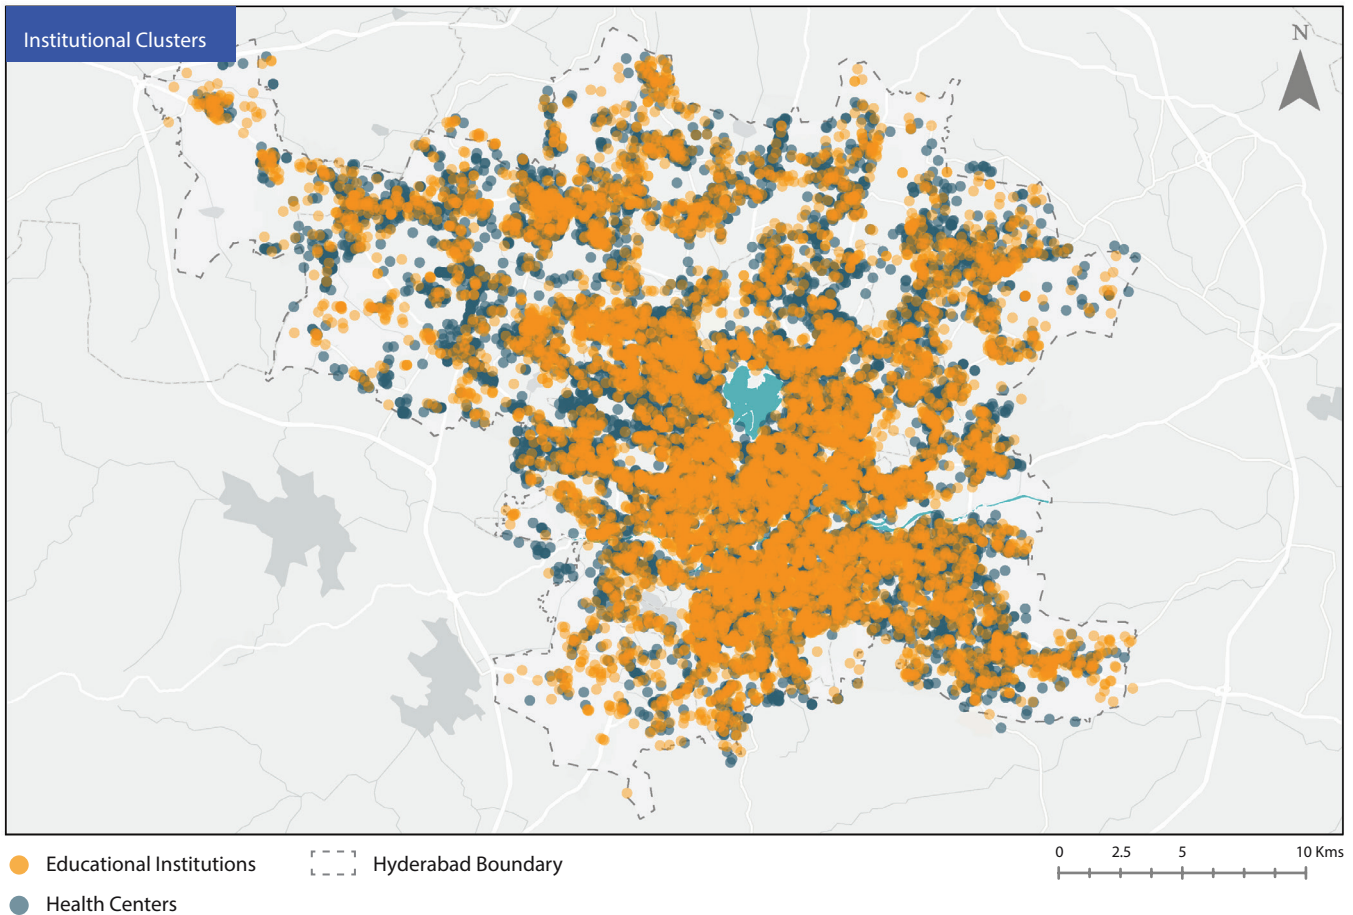 Institutional Clusters
N
Educational Institutions
Hyderabad Boundary
0 2.5 5 10 Kms
Health Centers